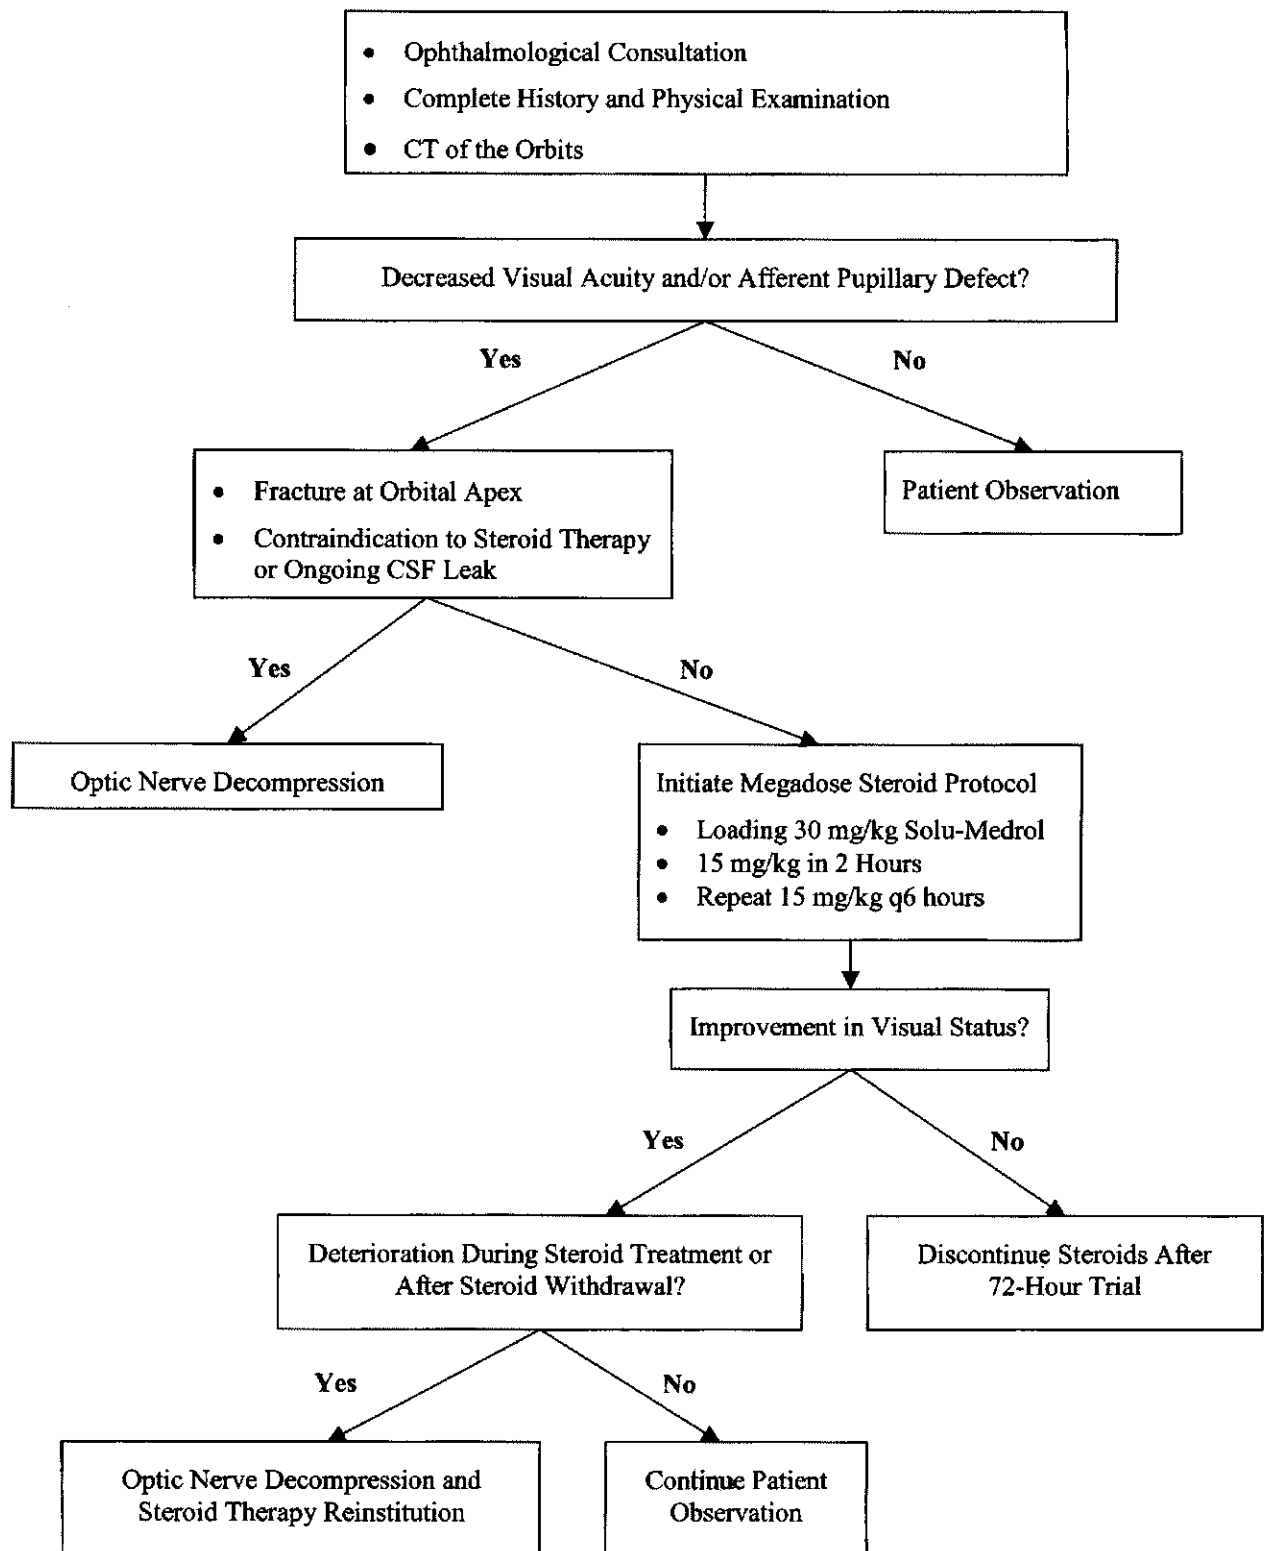 • Ophthalmological Consultation
• Complete History and Physical Examination
• CT of the Orbits
Decreased Visual Acuity and/or Afferent Pupillary Defect?
Yes
No
• Fracture at Orbital Apex
• Contraindication to Steroid Therapy
or Ongoing CSF Leak
Patient Observation
Yes
No
Optic Nerve Decompression
Initiate Megadose Steroid Protocol
• Loading 30 mg/kg Solu-Medrol
• 15 mg/kg in 2 Hours
• Repeat 15 mg/kg q6 hours
Improvement in Visual Status?
Yes
No
Deterioration During Steroid Treatment or
After Steroid Withdrawal?
Discontinue Steroids After
72-Hour Trial
Yes
No
Optic Nerve Decompression and
Steroid Therapy Reinstitution
Continue Patient
Observation